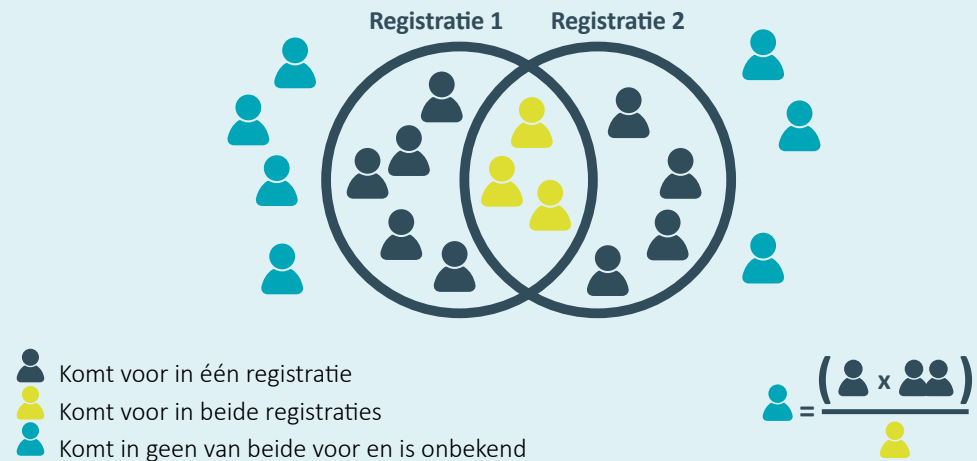 Registratie 1 Registratie 2
Komt voor in één registratie
Komt voor in beide registraties
Komt in geen van beide voor en is onbekend
= ( x )